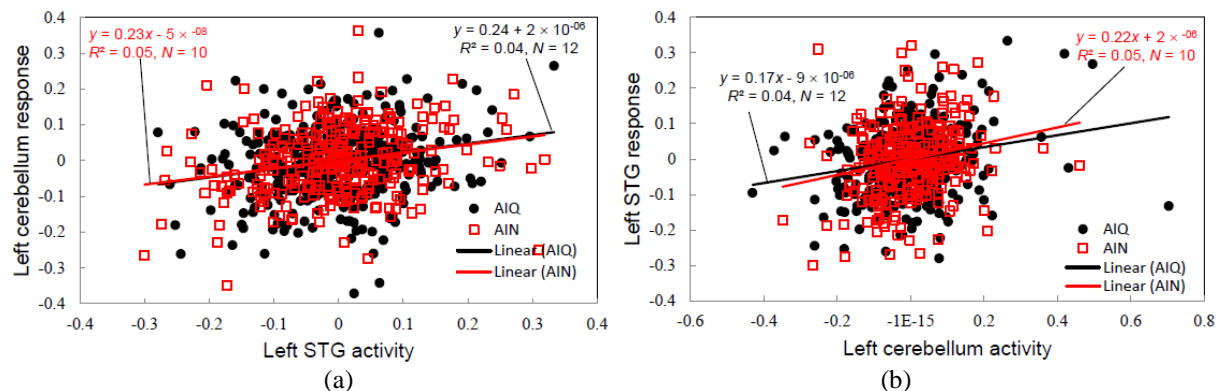 y = 0.23x - 5 × ⁻⁰⁸
R² = 0.05, N = 10
y = 0.24 + 2 × 10⁻⁰⁶
R² = 0.04, N = 12
Left cerebellum response
0.4
0.3
0.2
0.1
0
-0.1
-0.2
-0.3
-0.4
AIQ
AIN
Linear (AIQ)
Linear (AIN)
-0.4 -0.3 -0.2 -0.1 0 0.1 0.2 0.3 0.4
Left STG activity
(a)
y = 0.17x - 9 × 10⁻⁰⁶
R² = 0.04, N = 12
y = 0.22x + 2 × ⁻⁰⁶
R² = 0.05, N = 10
Left STG response
0.4
0.3
0.2
0.1
0
-0.1
-0.2
-0.3
-0.4
AIQ
AIN
Linear (AIQ)
Linear (AIN)
-0.6 -0.4 -0.2 -1E-15 0.2 0.4 0.6 0.8
Left cerebellum activity
(b)